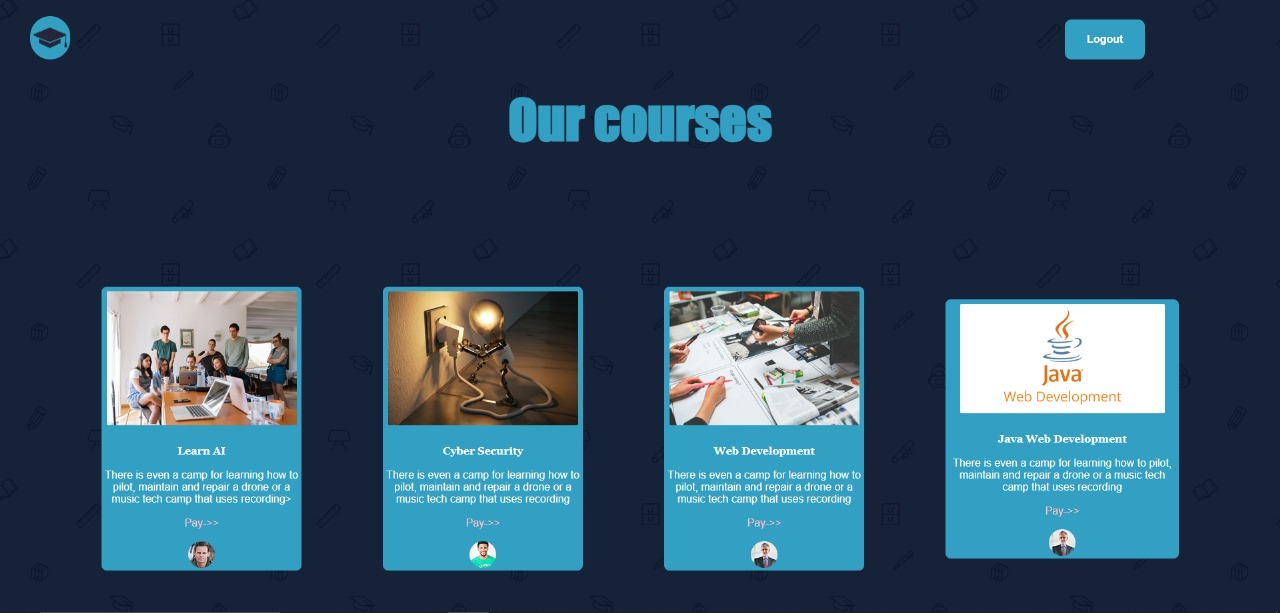 Logout
Our courses
Learn AI
There is even a camp for learning how to
pilot, maintain and repair a drone or a
music tech camp that uses recording>
Pay->>
Cyber Security
There is even a camp for learning how to
pilot, maintain and repair a drone or a
music tech camp that uses recording
Pay->>
Web Development
There is even a camp for learning how to
pilot, maintain and repair a drone or a
music tech camp that uses recording
Pay->>
Java
Web Development
Java Web Development
There is even a camp for learning how to pilot,
maintain and repair a drone or a music tech
camp that uses recording
Pay->>